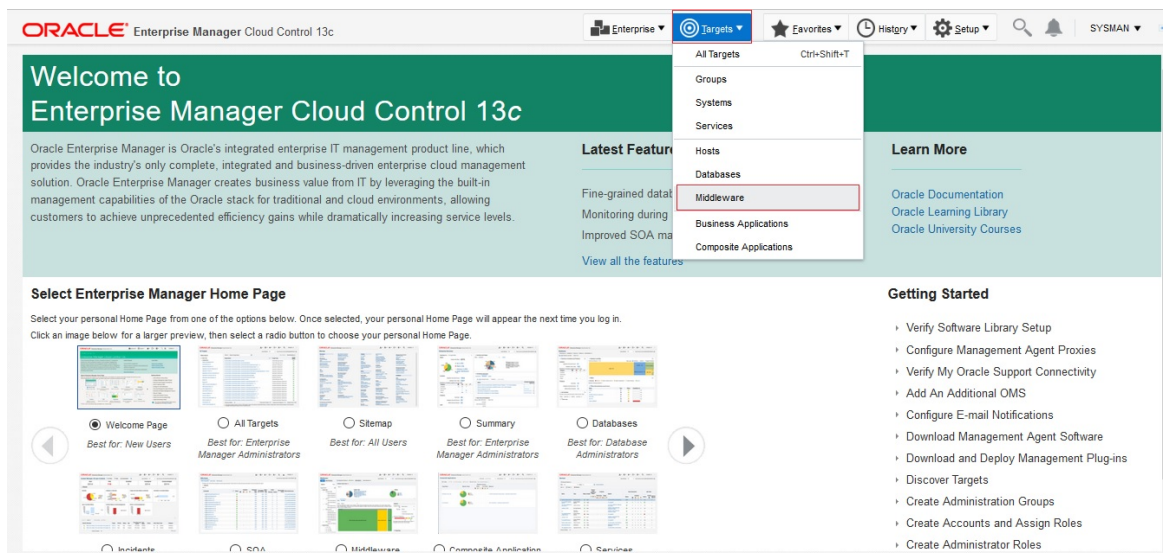 ORACLE Enterprise Manager Cloud Control 13c
Enterprise
Targets
Favorites
History
Setup
SYSMAN
All Targets Ctrl+Shift+T
Groups
Systems
Services
Hosts
Databases
Middleware
Business Applications
Composite Applications
Welcome to
Enterprise Manager Cloud Control 13c
Oracle Enterprise Manager is Oracle's integrated enterprise IT management product line, which
provides the industry's only complete, integrated and business-driven enterprise cloud management
solution. Oracle Enterprise Manager creates business value from IT by leveraging the built-in
management capabilities of the Oracle stack for traditional and cloud environments, allowing
customers to achieve unprecedented efficiency gains while dramatically increasing service levels.
Latest Featur
Fine-grained datab
Monitoring during
Improved SOA ma
View all the features
Learn More
Oracle Documentation
Oracle Learning Library
Oracle University Courses
Select Enterprise Manager Home Page
Select your personal Home Page from one of the options below. Once selected, your personal Home Page will appear the next time you log in.
Click an image below for a larger preview, then select a radio button to choose your personal Home Page.
Welcome Page
Best for: New Users
All Targets
Best for: Enterprise
Manager Administrators
Sitemap
Best for: All Users
Summary
Best for: Enterprise
Manager Administrators
Databases
Best for: Database
Administrators
Incidents
SOA
Middleware
Composite Application
Services
Getting Started
Verify Software Library Setup
Configure Management Agent Proxies
Verify My Oracle Support Connectivity
Add An Additional OMS
Configure E-mail Notifications
Download Management Agent Software
Download and Deploy Management Plug-ins
Discover Targets
Create Administration Groups
Create Accounts and Assign Roles
Create Administrator Roles